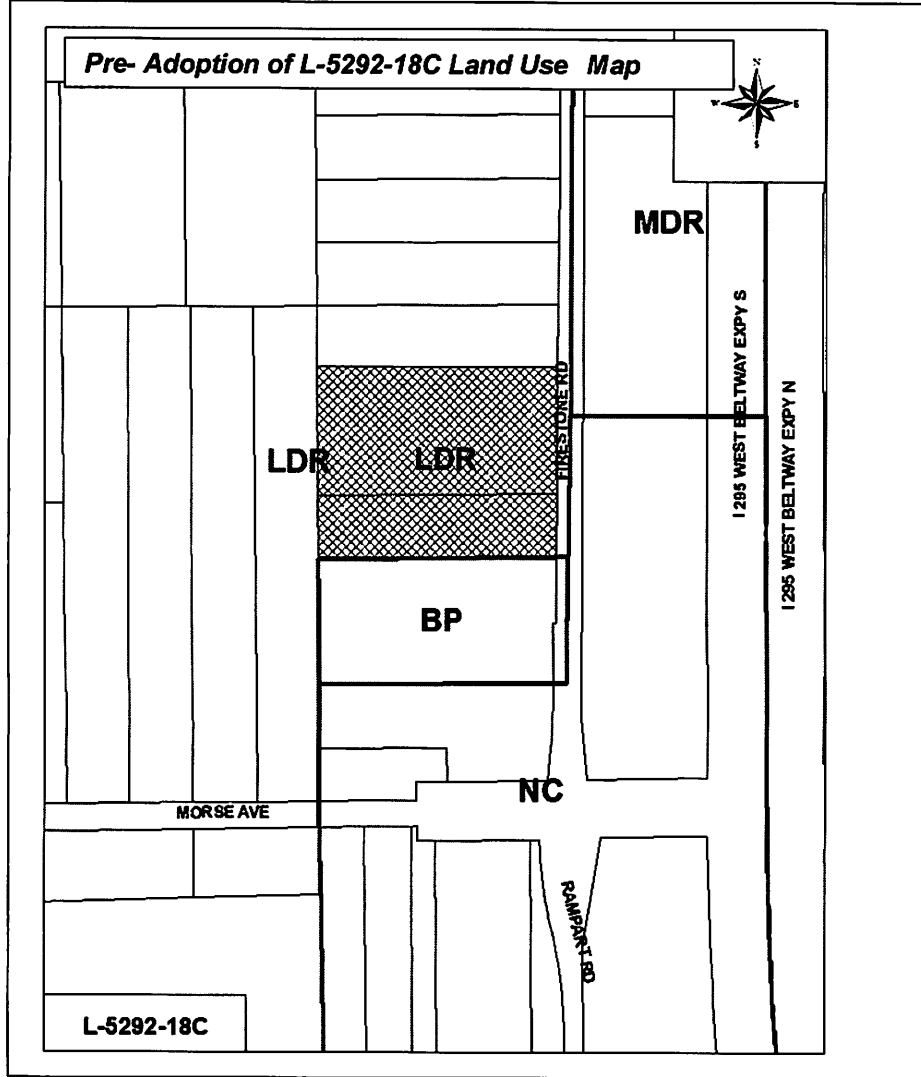 Pre- Adoption of L-5292-18C Land Use Map
N
W E
S
MDR
I 295 WEST BELTWAY EXPY S
I 295 WEST BELTWAY EXPY N
FIRESTONE RD
LDR
LDR
BP
NC
MORSE AVE
RAMPART RD
L-5292-18C